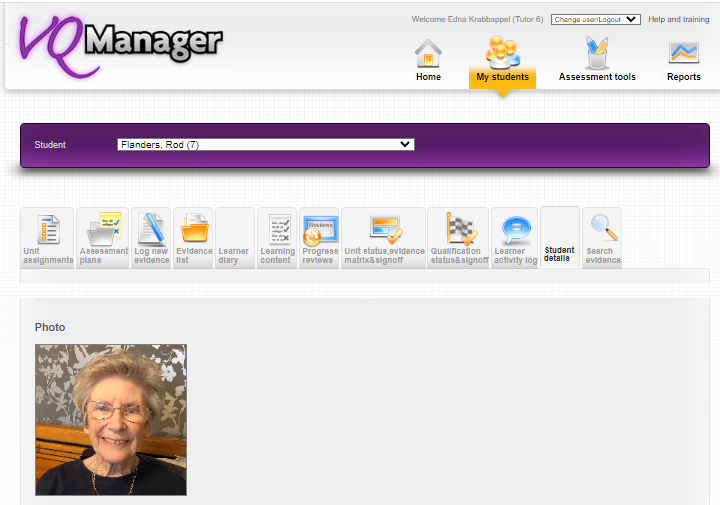 VQManager
Welcome Edna Krabbappel (Tutor 6)
Change user/Logout
Help and training
Home
My students
Assessment tools
Reports
Student
Flanders, Rod (7)
Unit
assignments
Assessment
plans
Log new
evidence
Evidence
list
Learner
diary
Learning
content
Reviews
Progress
reviews
Unit status,evidence
matrix&signoff
Qualification
status&signoff
Learner
activity log
Student
details
Search
evidence
Photo